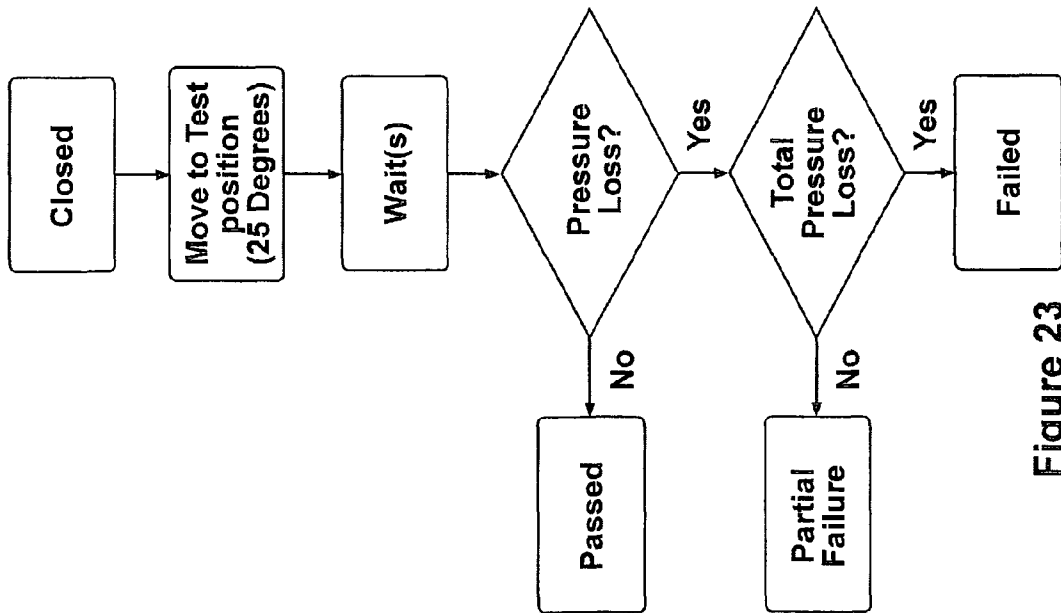 Closed
Move to Test
position
(25 Degrees)
Wait(s)
Pressure
Loss?
No
Passed
Yes
Total
Pressure
Loss?
No
Partial
Failure
Yes
Failed
Figure 23